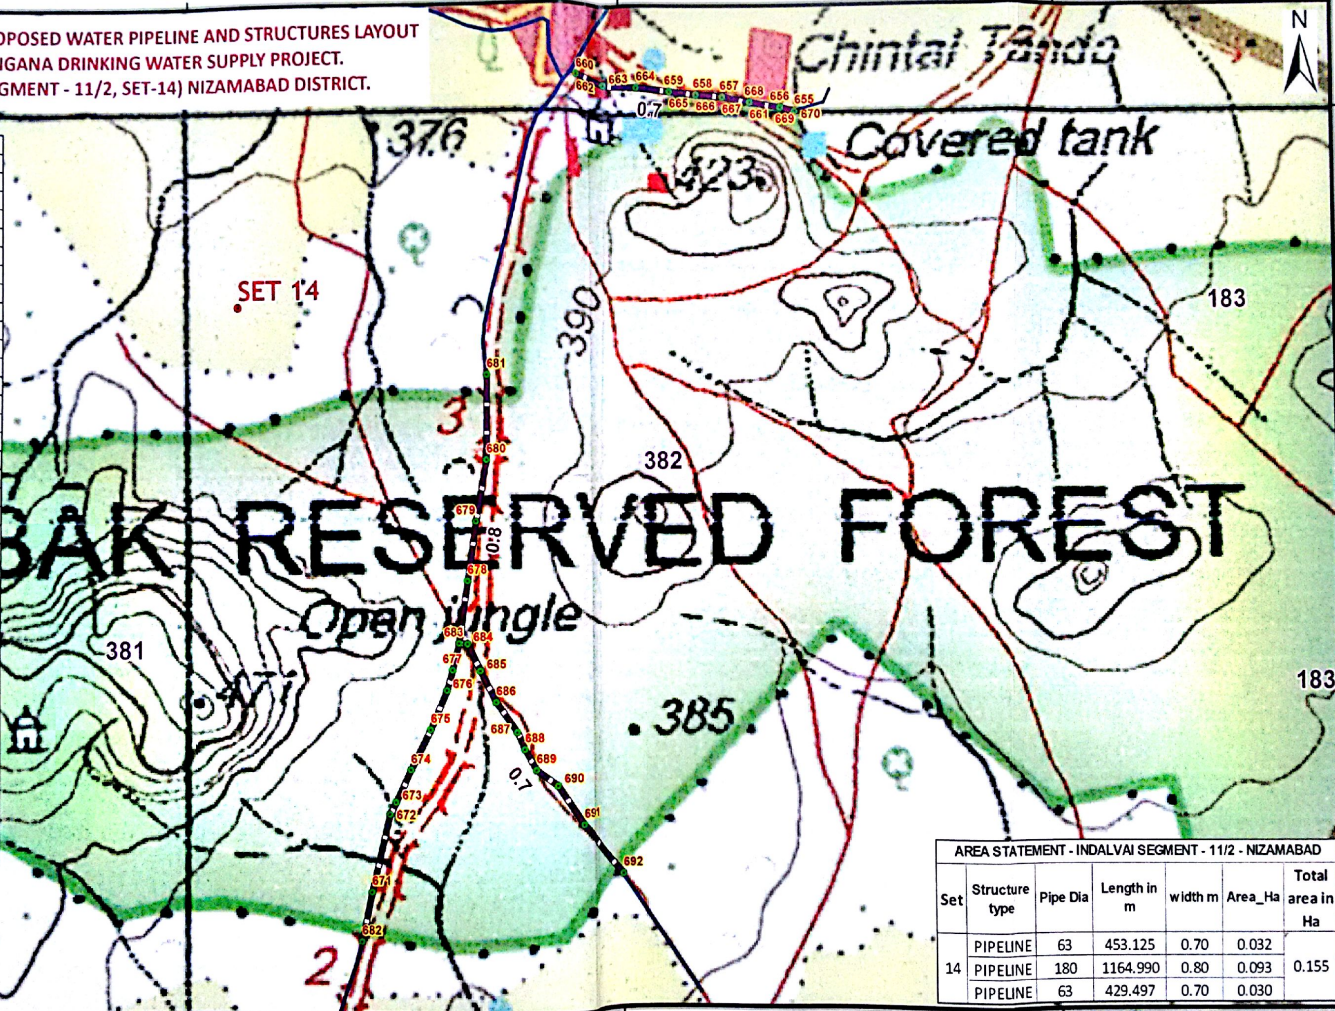 OPOSED WATER PIPELINE AND STRUCTURES LAYOUT
NGANA DRINKING WATER SUPPLY PROJECT.
GMENT - 11/2, SET-14) NIZAMABAD DISTRICT.
N
Chintal Tānda
660
663 664 659 658 657 668 656 655
662 665 666 667 661 669 670
0.7
376
Covered tank
423
SET 14
183
390
681
3
680
382
679
BĀK RESERVED FOREST
0.8
678
Open jungle
683 684
381
677 685
183
676
471
686
385
675
687
688
674
689
690
0.7
673
672
691
692
671
682
2
AREA STATEMENT - INDALVAI SEGMENT - 11/2 - NIZAMABAD
Set Structure type Pipe Dia Length in m width m Area_Ha Total area in Ha
PIPELINE 63 453.125 0.70 0.032
14 PIPELINE 180 1164.990 0.80 0.093 0.155
PIPELINE 63 429.497 0.70 0.030